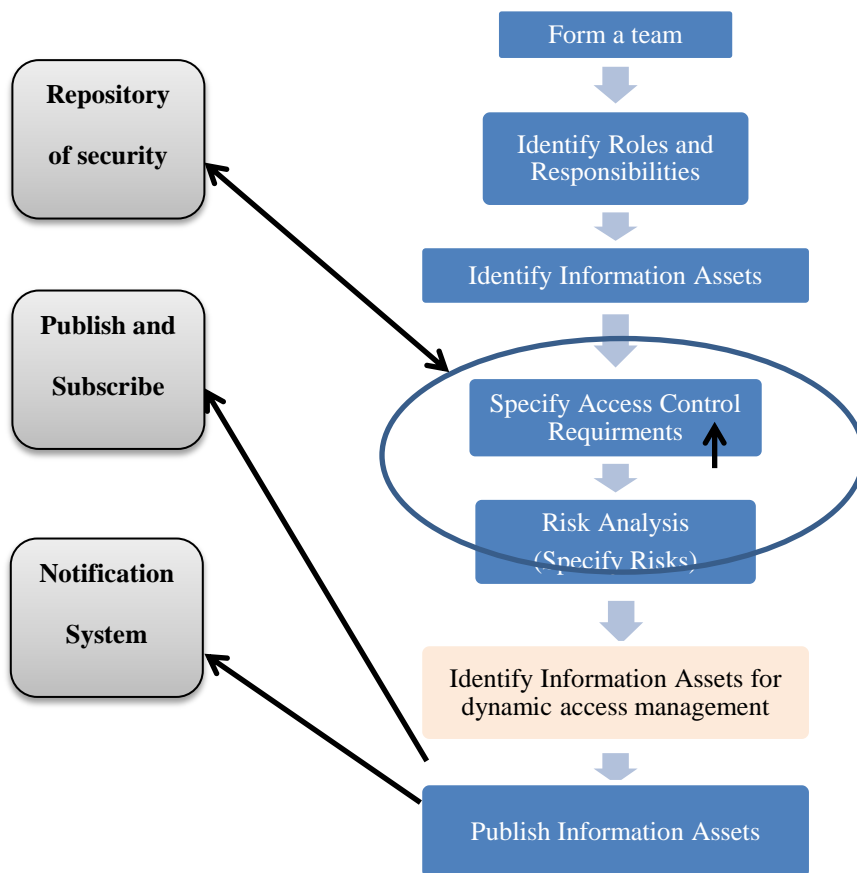 Form a team
Repository
of security
Identify Roles and
Responsibilities
Identify Information Assets
Publish and
Subscribe
Specify Access Control
Requirments
Risk Analysis
(Specify Risks)
Notification
System
Identify Information Assets for
dynamic access management
Publish Information Assets